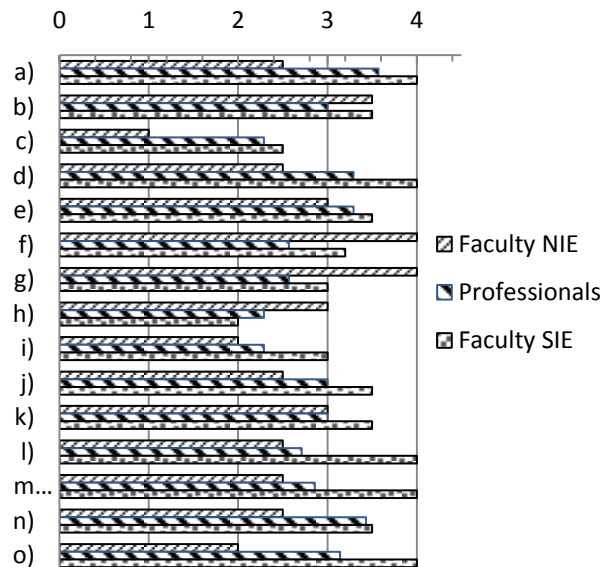 0 1 2 3 4
a)
b)
c)
d)
e)
f)
g)
h)
i)
j)
k)
l)
m...
n)
o)
Faculty NIE
Professionals
Faculty SIE